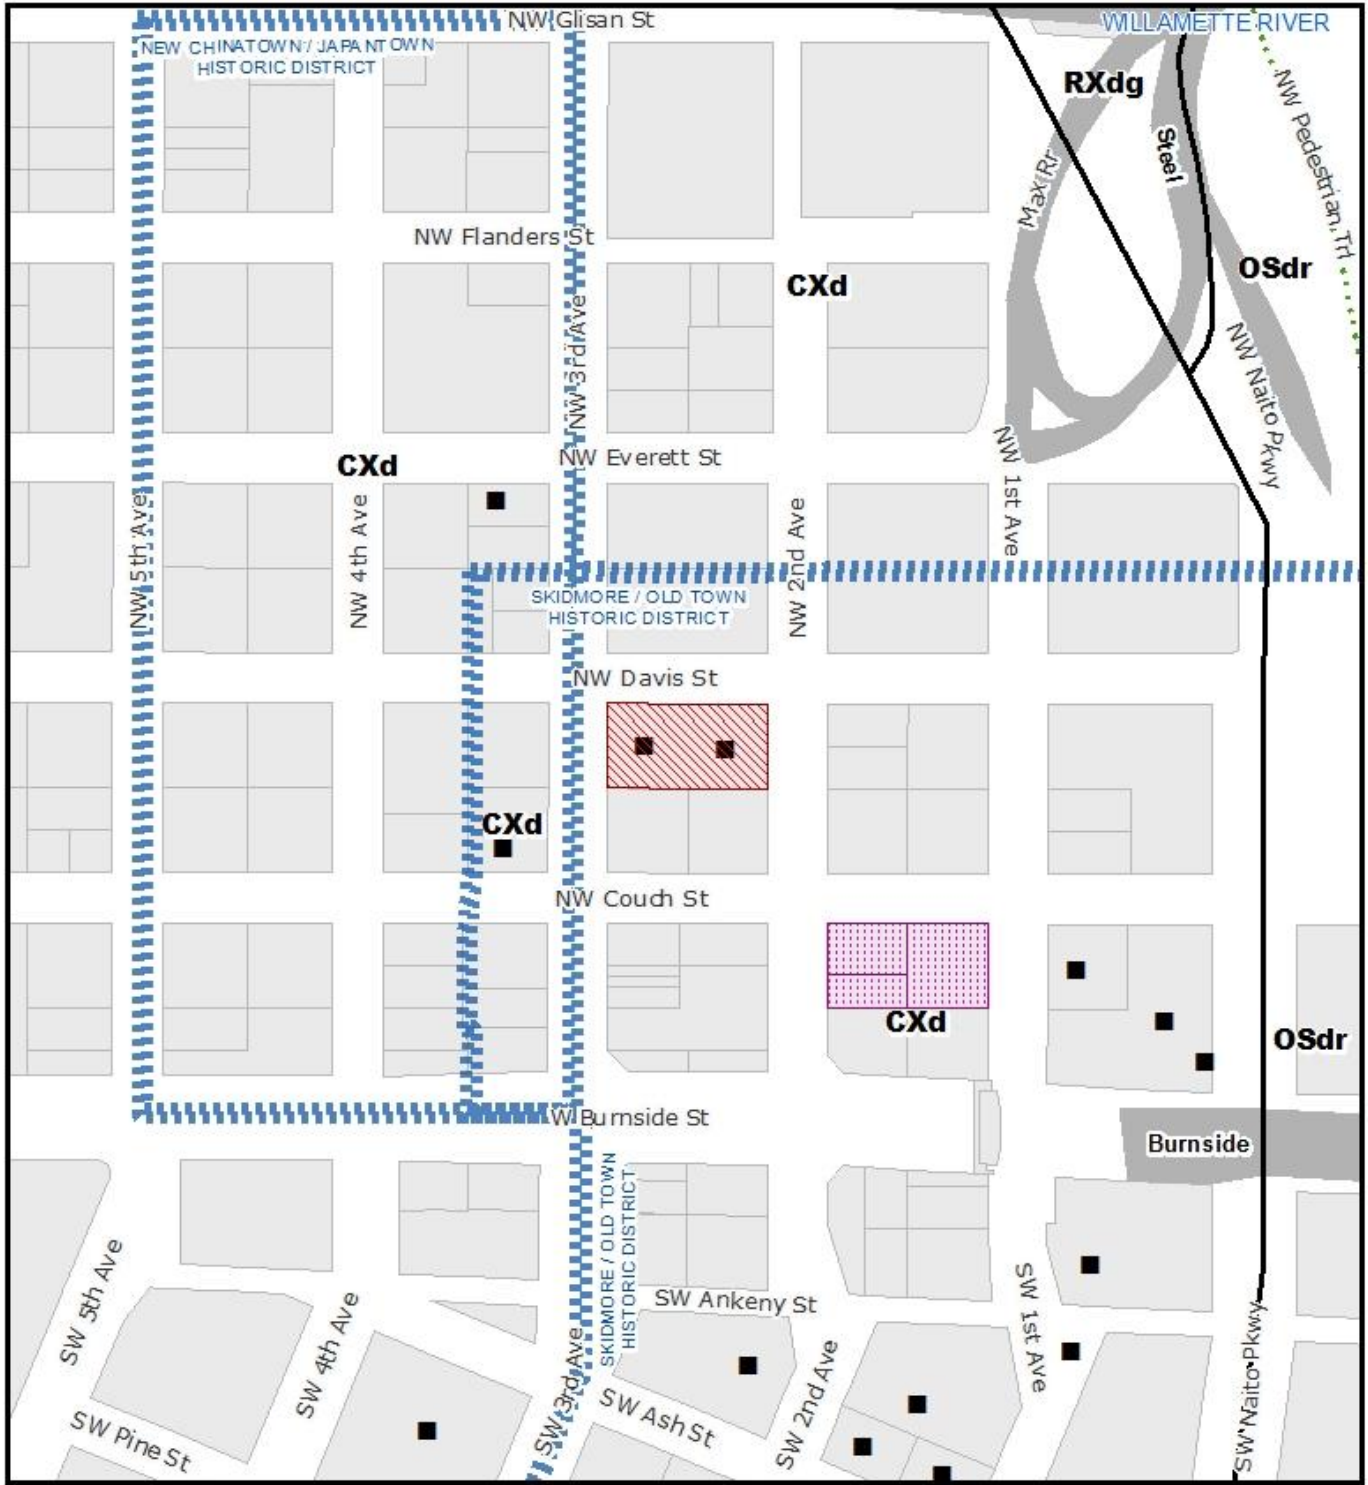 NW Glisan St
WILLAMETTE RIVER
NEW CHINATOWN / JAPANTOWN
HISTORIC DISTRICT
RXdg
NW Pedestrian Trl
Steel
Max Rr
NW Flanders St
OSdr
CXd
NW 3rd Ave
NW Naito Pkwy
NW Everett St
CXd
NW 1st Ave
NW 5th Ave
NW 4th Ave
NW 2nd Ave
SKIDMORE / OLD TOWN
HISTORIC DISTRICT
NW Davis St
CXd
NW Couch St
CXd
OSdr
W Burnside St
Burnside
SKIDMORE / OLD TOWN
HISTORIC DISTRICT
SW 5th Ave
SW 4th Ave
SW Ankeny St
SW 1st Ave
SW 3rd Ave
SW 2nd Ave
SW Naito Pkwy
SW Ash St
SW Pine St